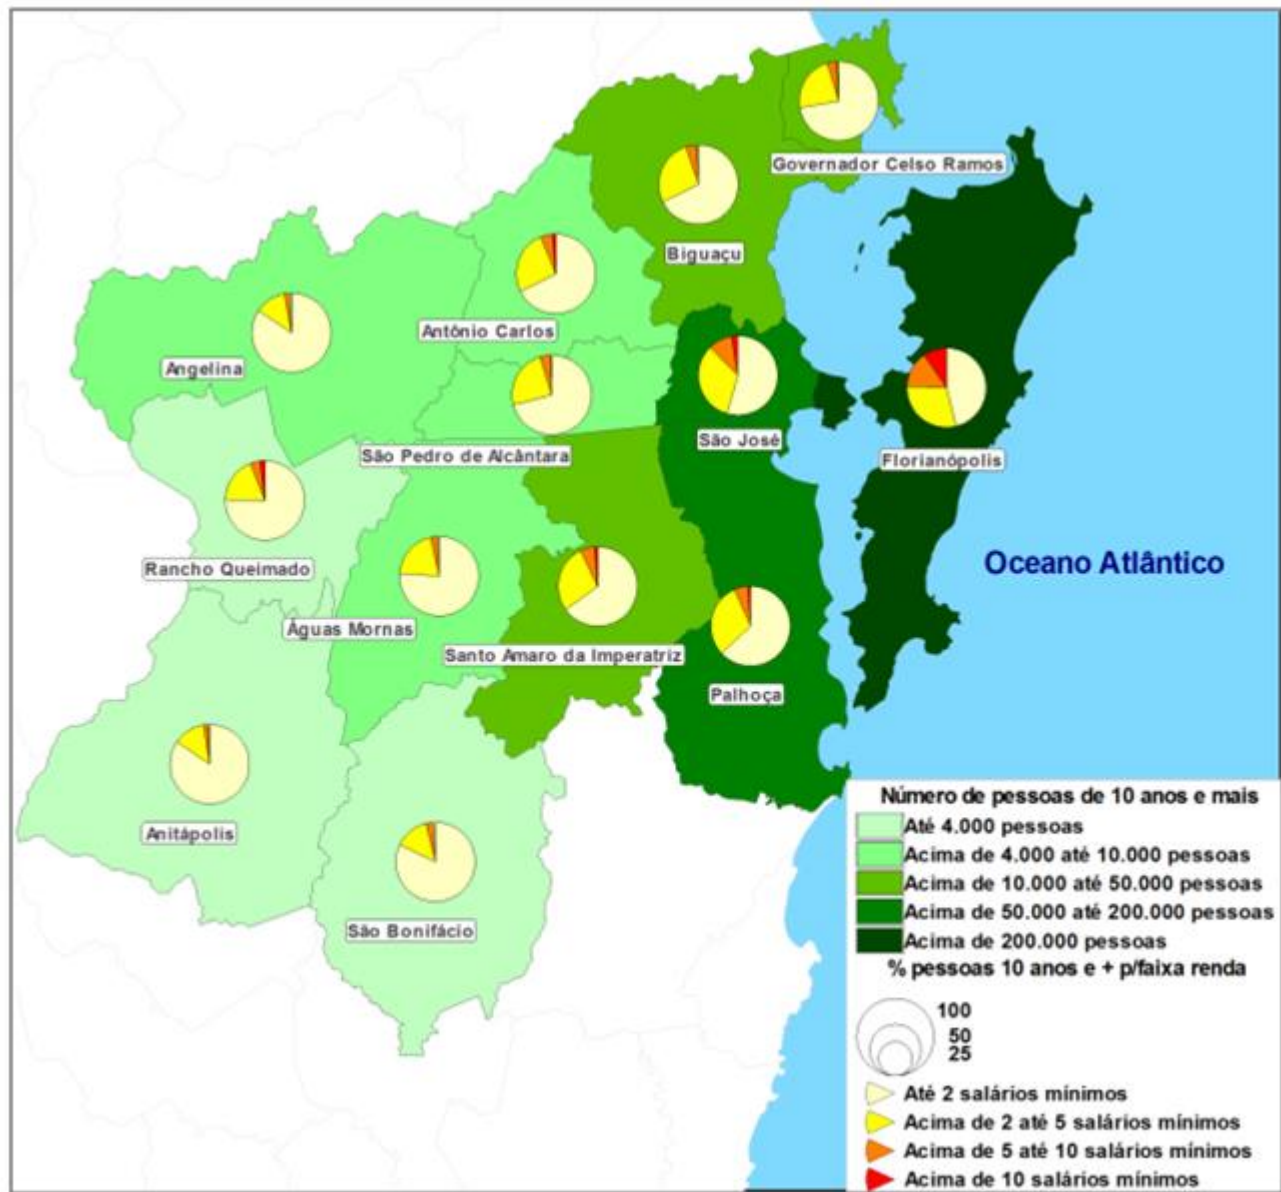 Governador Celso Ramos
Biguaçu
Antônio Carlos
Angelina
São José
São Pedro de Alcântara
Florianópolis
Rancho Queimado
Oceano Atlântico
Águas Mornas
Santo Amaro da Imperatriz
Palhoça
Anitápolis
São Bonifácio
Número de pessoas de 10 anos e mais
Até 4.000 pessoas
Acima de 4.000 até 10.000 pessoas
Acima de 10.000 até 50.000 pessoas
Acima de 50.000 até 200.000 pessoas
Acima de 200.000 pessoas
% pessoas 10 anos e + p/faixa renda
100
50
25
Até 2 salários mínimos
Acima de 2 até 5 salários mínimos
Acima de 5 até 10 salários mínimos
Acima de 10 salários mínimos